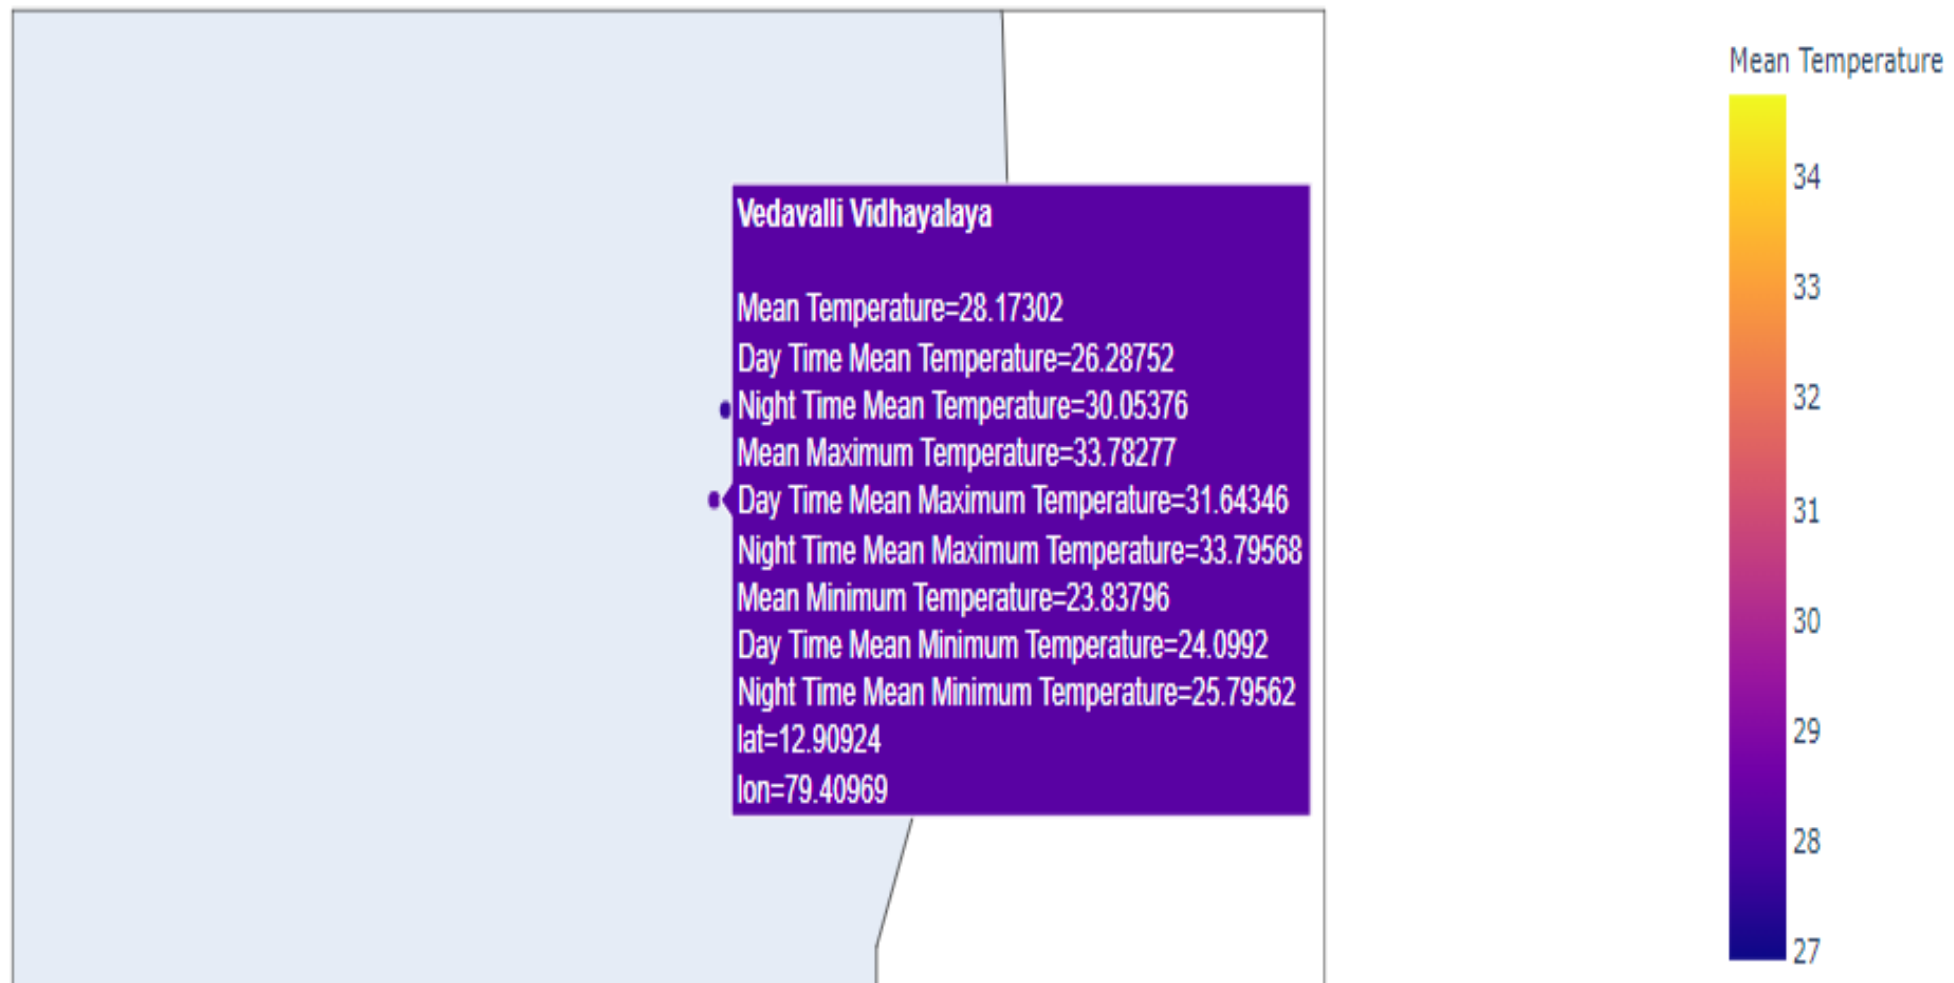 Mean Temperature
34
33
32
31
30
29
28
27
Vedavalli Vidhayalaya
Mean Temperature=28.17302
Day Time Mean Temperature=26.28752
Night Time Mean Temperature=30.05376
Mean Maximum Temperature=33.78277
Day Time Mean Maximum Temperature=31.64346
Night Time Mean Maximum Temperature=33.79568
Mean Minimum Temperature=23.83796
Day Time Mean Minimum Temperature=24.0992
Night Time Mean Minimum Temperature=25.79562
lat=12.90924
lon=79.40969